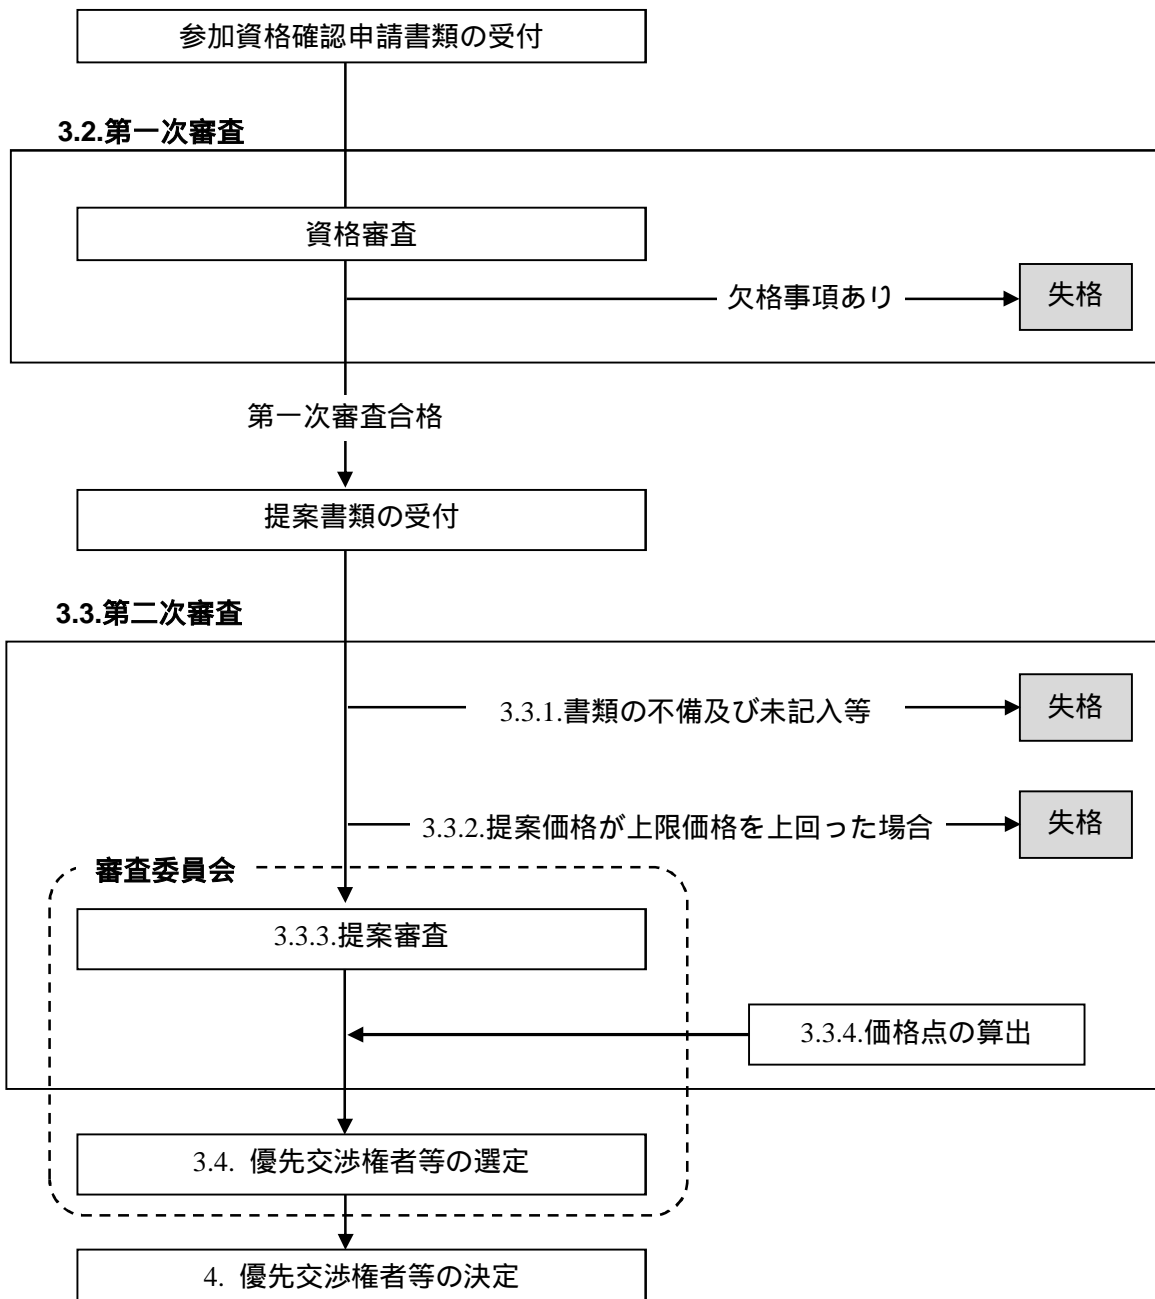 参加資格確認申請書類の受付
3.2.第一次審査
資格審査
欠格事項あり
失格
第一次審査合格
提案書類の受付
3.3.第二次審査
3.3.1.書類の不備及び未記入等
失格
3.3.2.提案価格が上限価格を上回った場合
失格
審査委員会
3.3.3.提案審査
3.3.4.価格点の算出
3.4. 優先交渉権者等の選定
4. 優先交渉権者等の決定